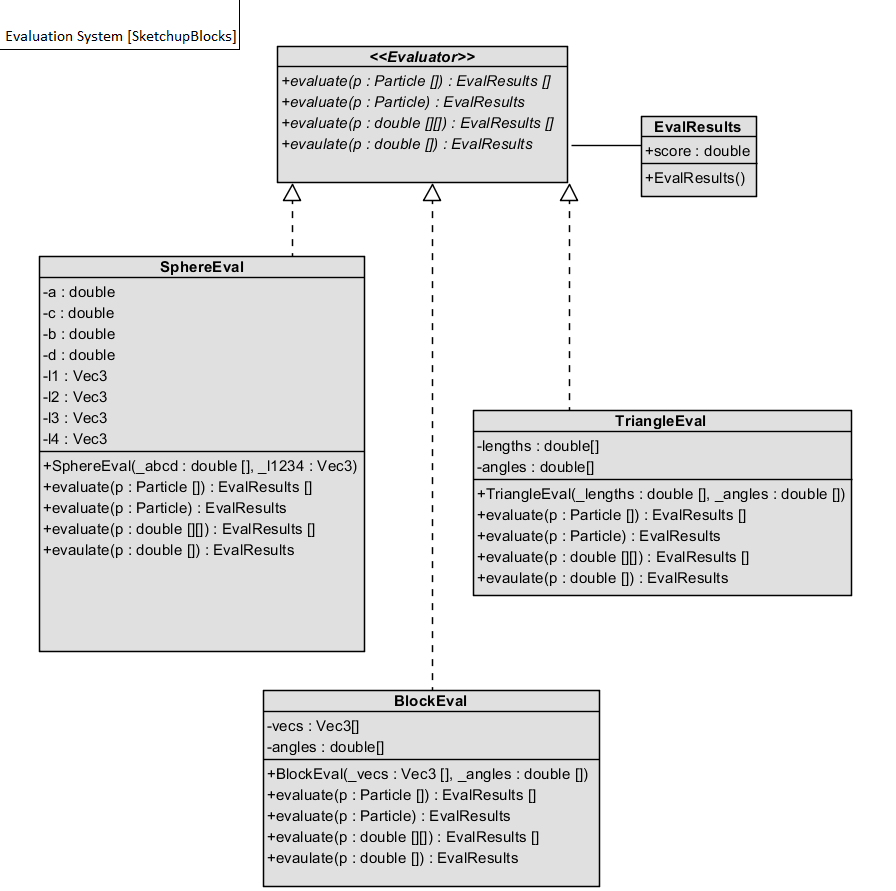 Evaluation System [SketchupBlocks]
<<Evaluator>>
+evaluate(p : Particle []) : EvalResults []
+evaluate(p : Particle) : EvalResults
+evaluate(p : double [][]) : EvalResults []
+evaulate(p : double []) : EvalResults
EvalResults
+score : double
+EvalResults()
SphereEval
-a : double
-c : double
-b : double
-d : double
-l1 : Vec3
-l2 : Vec3
-l3 : Vec3
-l4 : Vec3
+SphereEval(_abcd : double [], _l1234 : Vec3)
+evaluate(p : Particle []) : EvalResults []
+evaluate(p : Particle) : EvalResults
+evaluate(p : double [][]) : EvalResults []
+evaulate(p : double []) : EvalResults
TriangleEval
-lengths : double[]
-angles : double[]
+TriangleEval(_lengths : double [], _angles : double [])
+evaluate(p : Particle []) : EvalResults []
+evaluate(p : Particle) : EvalResults
+evaluate(p : double [][]) : EvalResults []
+evaulate(p : double []) : EvalResults
BlockEval
-vecs : Vec3[]
-angles : double[]
+BlockEval(_vecs : Vec3 [], _angles : double [])
+evaluate(p : Particle []) : EvalResults []
+evaluate(p : Particle) : EvalResults
+evaluate(p : double [][]) : EvalResults []
+evaulate(p : double []) : EvalResults